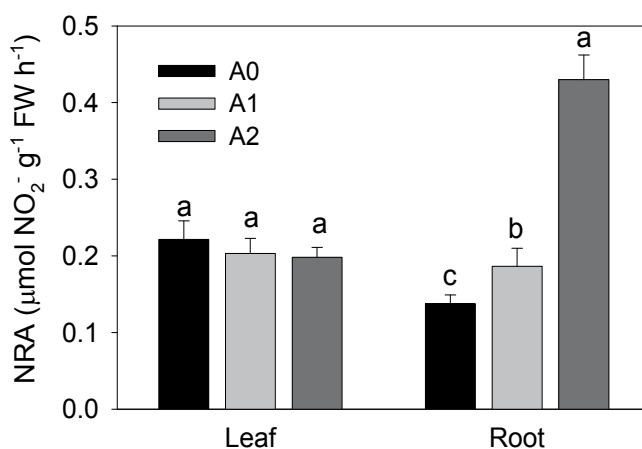 NRA (µmol NO₂⁻ g⁻¹ FW h⁻¹)
0.5
0.4
0.3
0.2
0.1
0.0
A0
A1
A2
a
a
a
c
b
a
Leaf Root